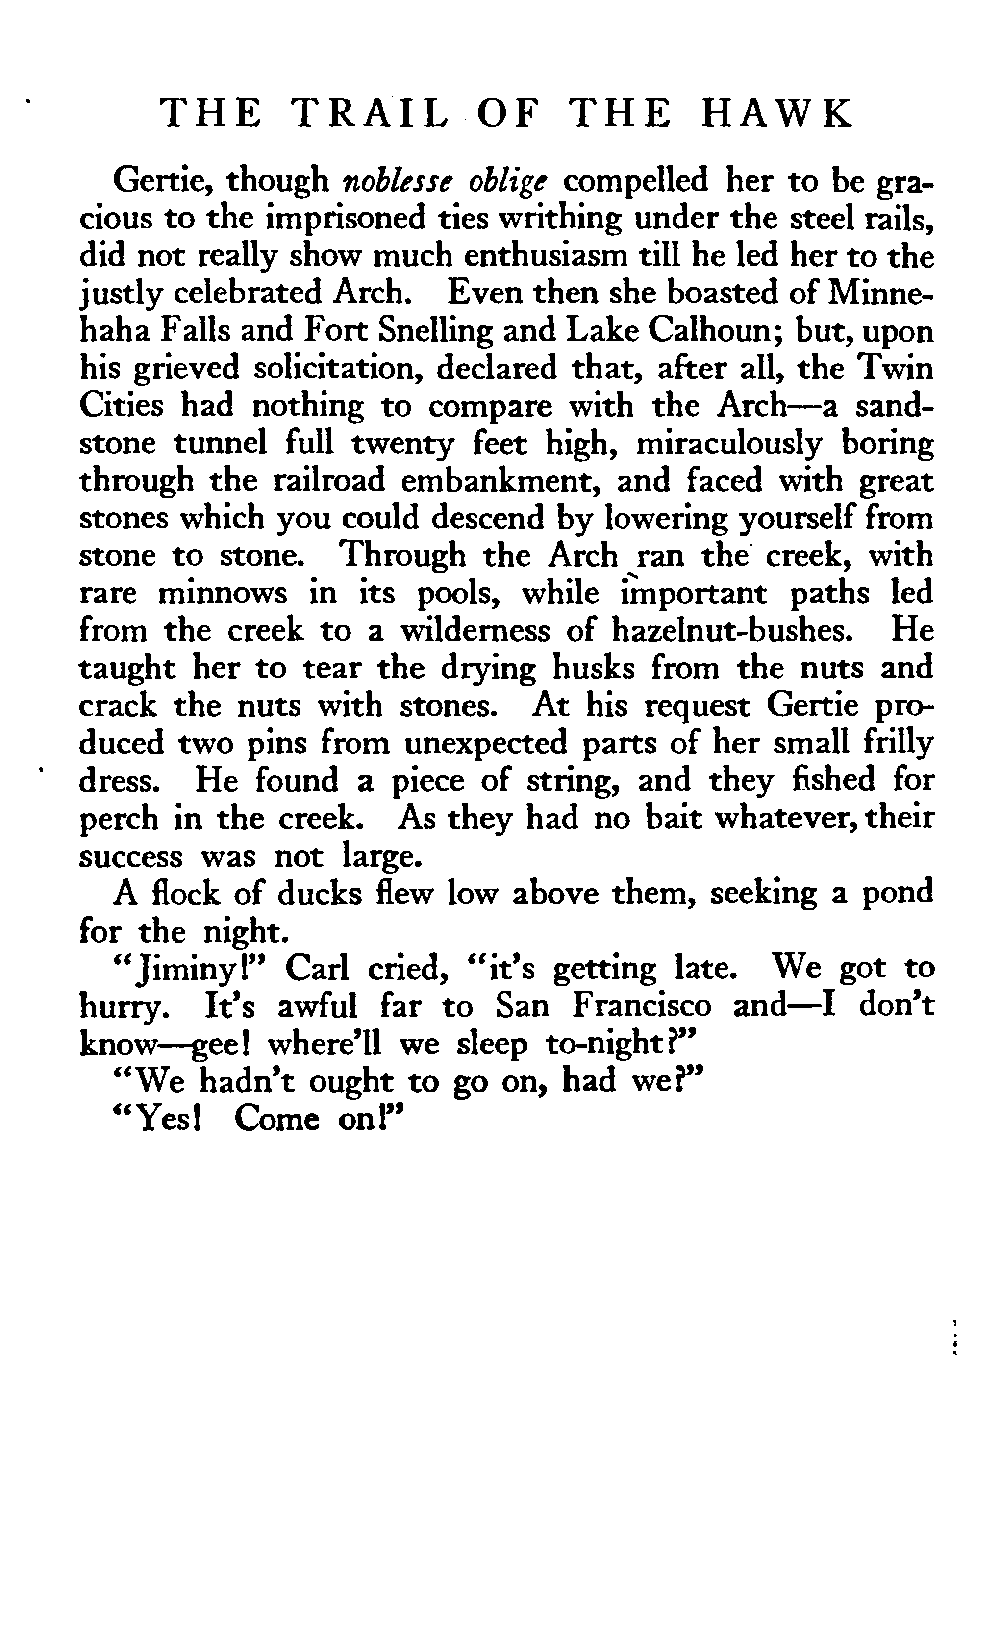 THE TRAIL OF THE HAWK
Gertie, though noblesse oblige compelled her to be gra-
cious to the imprisoned ties writhing under the steel rails,
did not really show much enthusiasm till he led her to the
justly celebrated Arch. Even then she boasted of Minne-
haha Falls and Fort Snelling and Lake Calhoun; but, upon
his grieved solicitation, declared that, after all, the Twin
Cities had nothing to compare with the Arch—a sand-
stone tunnel full twenty feet high, miraculously boring
through the railroad embankment, and faced with great
stones which you could descend by lowering yourself from
stone to stone. Through the Arch ran the creek, with
rare minnows in its pools, while important paths led
from the creek to a wilderness of hazelnut-bushes. He
taught her to tear the drying husks from the nuts and
crack the nuts with stones. At his request Gertie pro-
duced two pins from unexpected parts of her small frilly
dress. He found a piece of string, and they fished for
perch in the creek. As they had no bait whatever, their
success was not large.
A flock of ducks flew low above them, seeking a pond
for the night.
“Jiminy!” Carl cried, “it’s getting late. We got to
hurry. It’s awful far to San Francisco and—I don’t
know—gee! where’ll we sleep to-night?”
“We hadn’t ought to go on, had we?”
“Yes! Come on!”